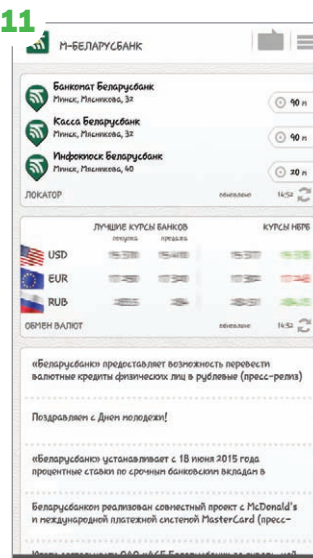 11
М-БЕЛАРУСБАНК
Банкомат Беларусбанк
Минск, Мясникова, 32
90 м
Касса Беларусбанк
Минск, Мясникова, 32
90 м
Инфокиоск Беларусбанк
Минск, Мясникова, 40
20 м
ЛОКАТОР
обновлено 14:52
ЛУЧШИЕ КУРСЫ БАНКОВ КУРСЫ НБРБ
покупка продажа
USD
EUR
RUB
ОБМЕН ВАЛЮТ
обновлено 14:52
«Беларусбанк» предоставляет возможность перевести
валютные кредиты физических лиц в рублевые (пресс-релиз)
Поздравляем с Днем молодежи!
«Беларусбанк» устанавливает с 18 июня 2015 года
процентные ставки по срочным банковским вкладам в
Беларусбанком реализован совместный проект с McDonald's
и международной платежной системой MasterCard (пресс-